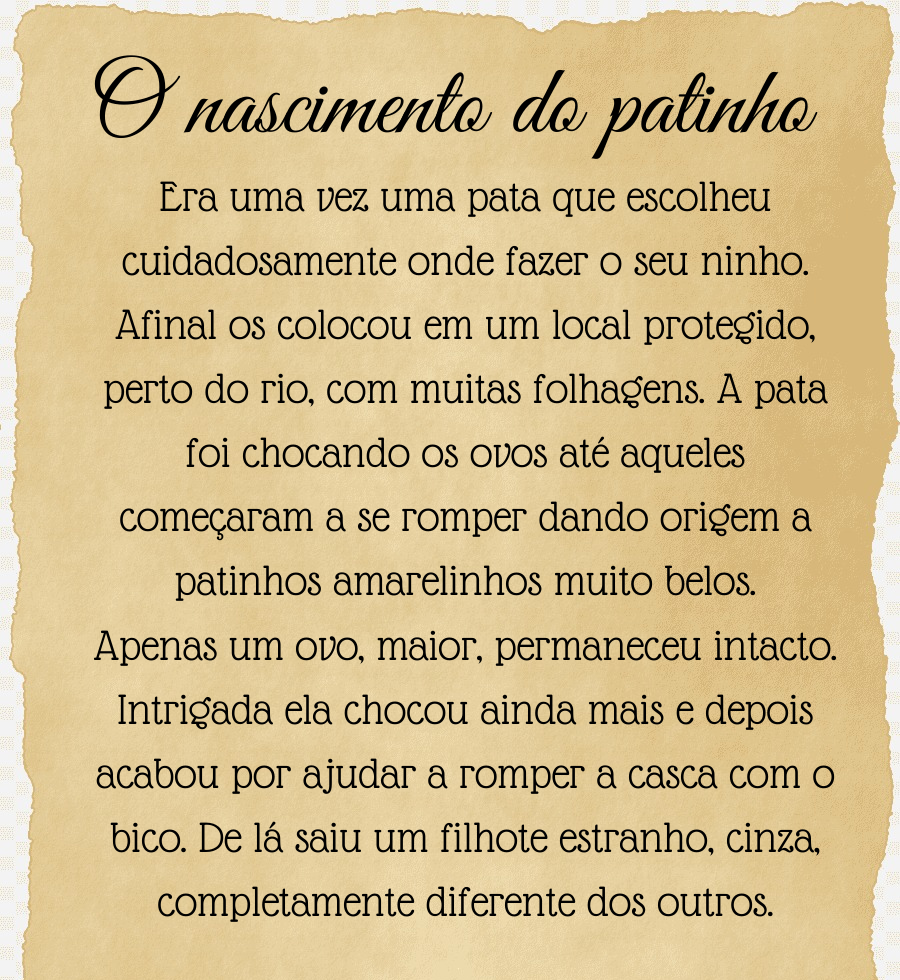 O nascimento do patinho
Era uma vez uma pata que escolheu
cuidadosamente onde fazer o seu ninho.
Afinal os colocou em um local protegido,
perto do rio, com muitas folhagens. A pata
foi chocando os ovos até aqueles
começaram a se romper dando origem a
patinhos amarelinhos muito belos.
Apenas um ovo, maior, permaneceu intacto.
Intrigada ela chocou ainda mais e depois
acabou por ajudar a romper a casca com o
bico. De lá saiu um filhote estranho, cinza,
completamente diferente dos outros.